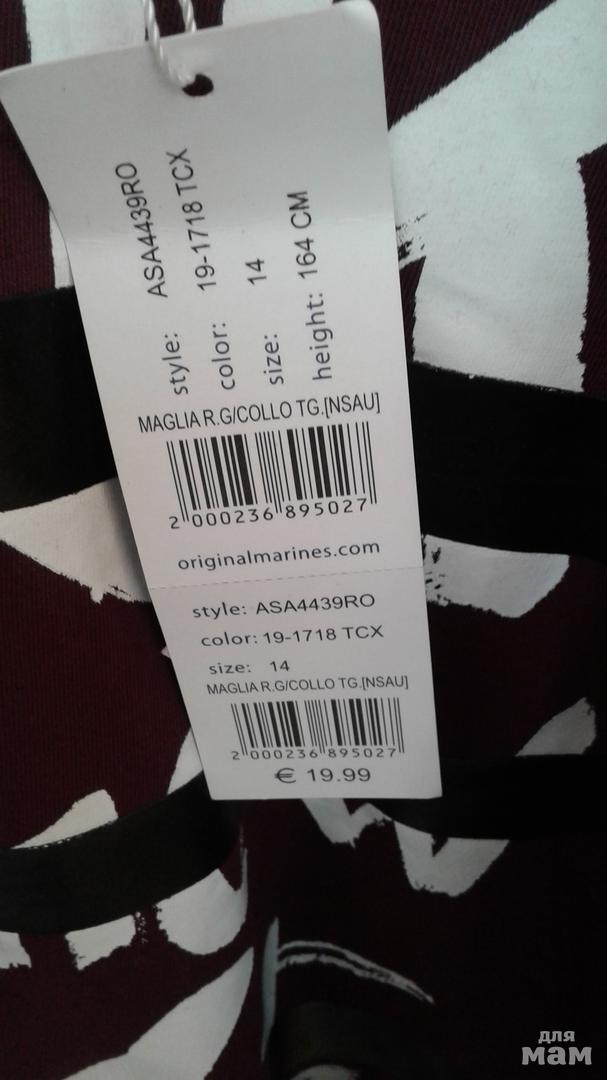 style: ASA4439RO
color: 19-1718 TCX
size: 14
height: 164 CM
MAGLIA R.G/COLLO TG.[NSAU]
2 000236 895027
originalmarines.com
style: ASA4439RO
color: 19-1718 TCX
size: 14
MAGLIA R.G/COLLO TG.[NSAU]
2 000236 895027
€ 19.99
для
мам